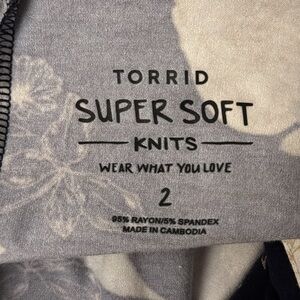 TORRID
SUPER SOFT
KNITS
WEAR WHAT YOU LOVE
2
95% RAYON/5% SPANDEX
MADE IN CAMBODIA